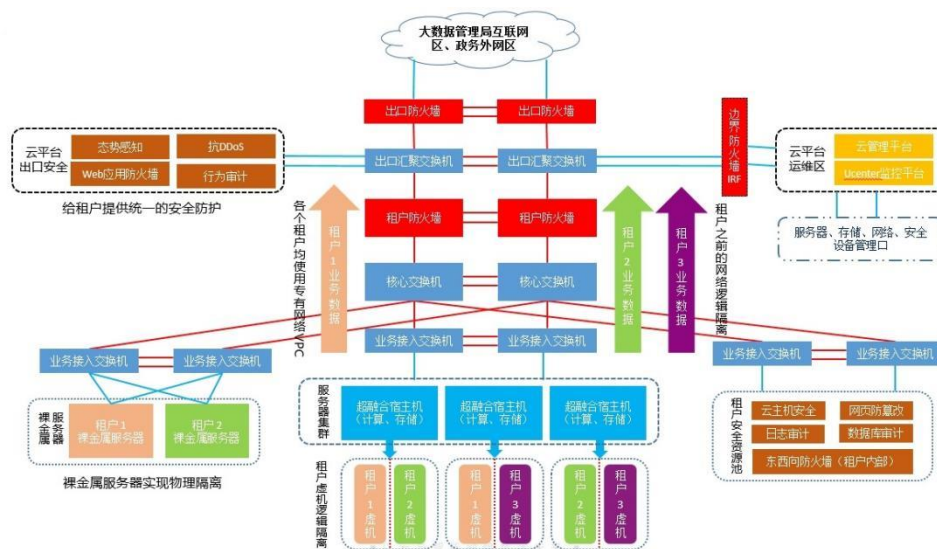 大数据管理局互联网
区、政务外网区
出口防火墙
出口防火墙
边界防火墙
IRF
云平台
出口安全
态势感知
抗DDoS
Web应用防火墙
行为审计
出口汇聚交换机
出口汇聚交换机
云平台
运维区
云管理平台
Ucenter监控平台
给租户提供统一的安全防护
各个租户均使用专有
网络VPC
租户1业务数据
租户防火墙
租户防火墙
租户2业务数据
租户3业务数据
租户之前的网络逻辑隔离
服务器、存储、网络、安全
设备管理口
核心交换机
核心交换机
业务接入交换机
业务接入交换机
业务接入交换机
业务接入交换机
业务接入交换机
业务接入交换机
裸金属
服务器
租户1
裸金属服务器
租户2
裸金属服务器
裸金属服务器实现物理隔离
服务器集群
超融合宿主机
(计算、存储)
超融合宿主机
(计算、存储)
超融合宿主机
(计算、存储)
租户虚机逻辑隔离
租户1虚机
租户2虚机
租户1虚机
租户3虚机
租户2虚机
租户3虚机
租户安全资源池
云主机安全
网页防篡改
日志审计
数据库审计
东西向防火墙（租户内部）